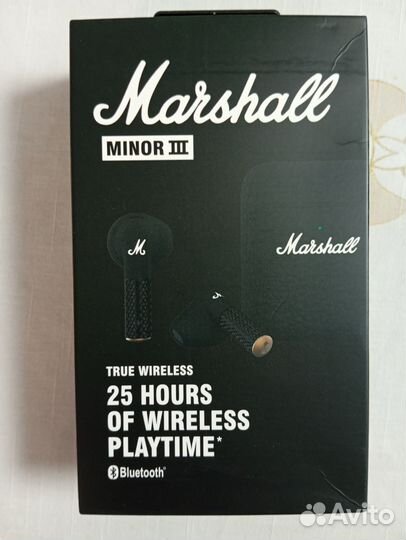 Marshall
MINOR III
M
Marshall
TRUE WIRELESS
25 HOURS
OF WIRELESS
PLAYTIME*
Bluetooth®
Avito